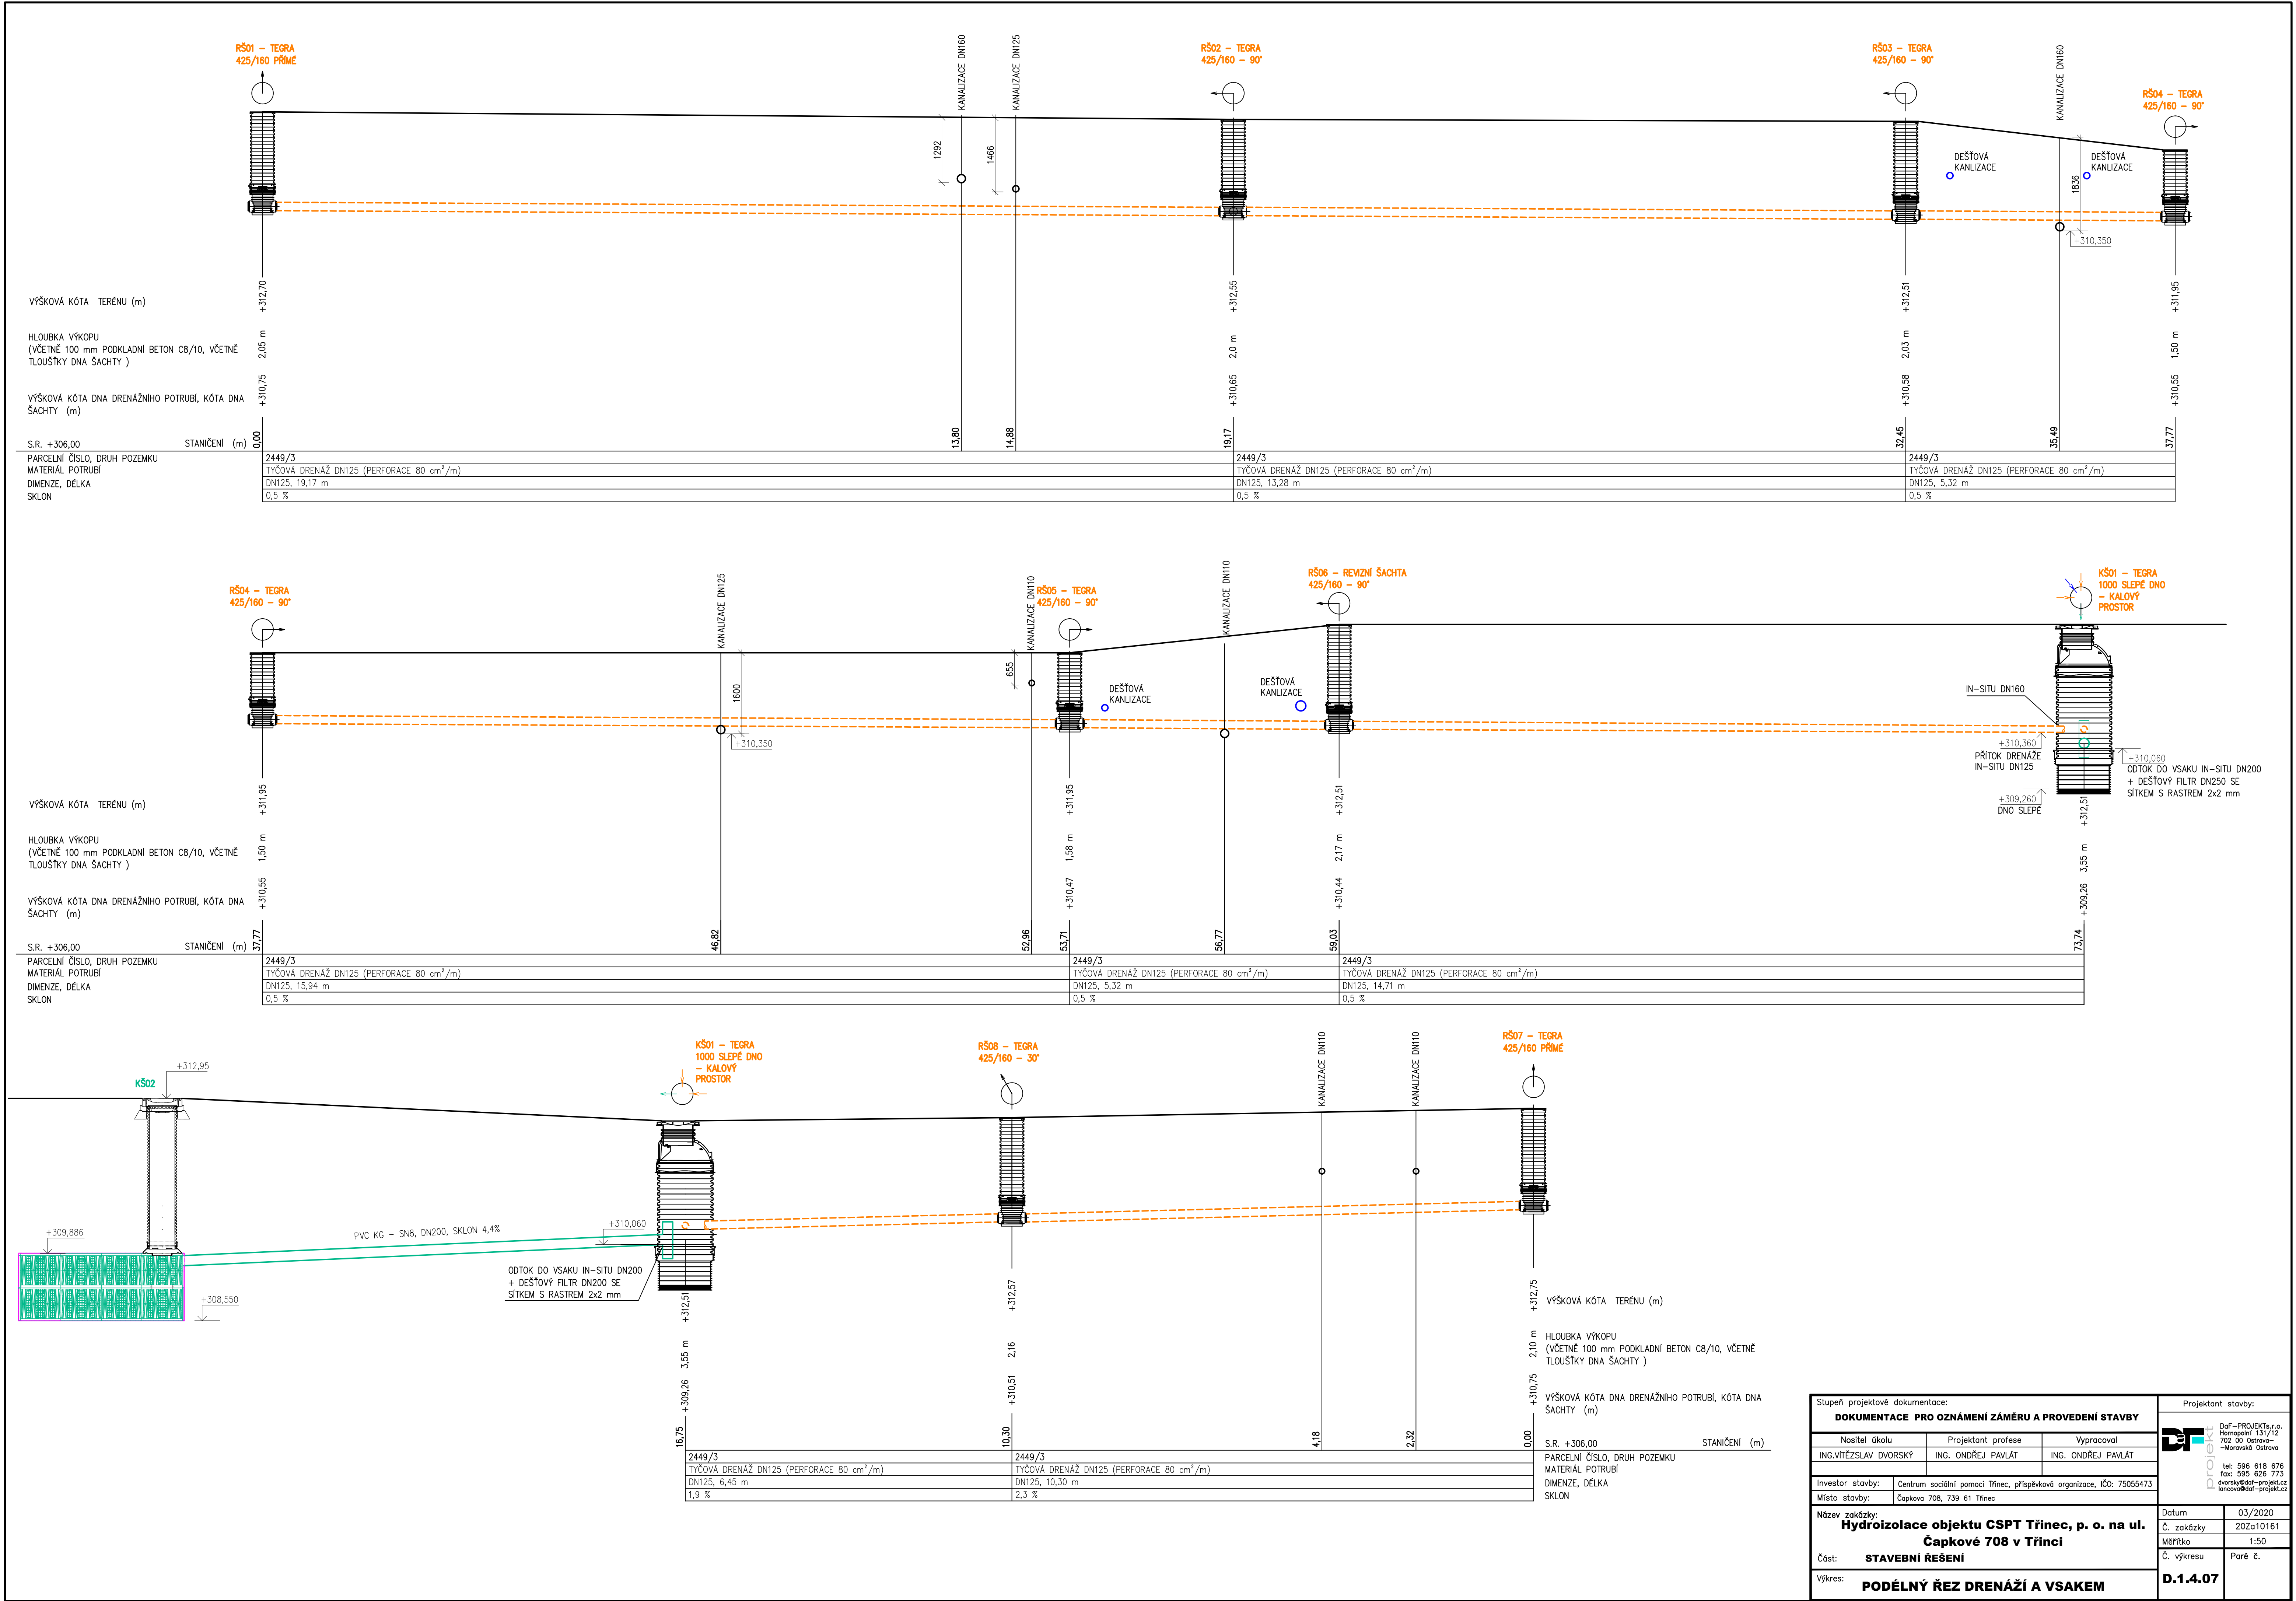 RŠ01 – TEGRA
425/160 PŘÍMÉ
KANALIZACE DN160
KANALIZACE DN125
RŠ02 – TEGRA
425/160 – 90°
RŠ03 – TEGRA
425/160 – 90°
KANALIZACE DN160
RŠ04 – TEGRA
425/160 – 90°
1292
1466
DEŠŤOVÁ
KANLIZACE
1836
DEŠŤOVÁ
KANLIZACE
+310,350
VÝŠKOVÁ KÓTA TERÉNU (m)
+312,70
+312,55
+312,51
+311,95
HLOUBKA VÝKOPU
(VČETNĚ 100 mm PODKLADNÍ BETON C8/10, VČETNĚ
TLOUŠŤKY DNA ŠACHTY )
2,05 m
2,0 m
2,03 m
1,50 m
VÝŠKOVÁ KÓTA DNA DRENÁŽNÍHO POTRUBÍ, KÓTA DNA
ŠACHTY (m)
+310,75
+310,65
+310,58
+310,55
S.R. +306,00 STANIČENÍ (m)
0,00
13,80
14,88
19,17
32,45
35,49
37,77
PARCELNÍ ČÍSLO, DRUH POZEMKU
2449/3
2449/3
2449/3
MATERIÁL POTRUBÍ
TYČOVÁ DRENÁŽ DN125 (PERFORACE 80 cm²/m)
TYČOVÁ DRENÁŽ DN125 (PERFORACE 80 cm²/m)
TYČOVÁ DRENÁŽ DN125 (PERFORACE 80 cm²/m)
DIMENZE, DÉLKA
DN125, 19,17 m
DN125, 13,28 m
DN125, 5,32 m
SKLON
0,5 %
0,5 %
0,5 %
RŠ04 – TEGRA
425/160 – 90°
KANALIZACE DN125
KANALIZACE DN110
RŠ05 – TEGRA
425/160 – 90°
KANALIZACE DN110
RŠ06 – REVIZNÍ ŠACHTA
425/160 – 90°
KŠ01 – TEGRA
1000 SLEPÉ DNO
– KALOVÝ
PROSTOR
1600
655
+310,350
DEŠŤOVÁ
KANLIZACE
DEŠŤOVÁ
KANLIZACE
IN–SITU DN160
+310,360
PŘÍTOK DRENÁŽE
IN–SITU DN125
+309,260
DNO SLEPÉ
+310,060
ODTOK DO VSAKU IN–SITU DN200
+ DEŠŤOVÝ FILTR DN250 SE
SÍTKEM S RASTREM 2x2 mm
VÝŠKOVÁ KÓTA TERÉNU (m)
+311,95
+311,95
+312,51
+312,51
HLOUBKA VÝKOPU
(VČETNĚ 100 mm PODKLADNÍ BETON C8/10, VČETNĚ
TLOUŠŤKY DNA ŠACHTY )
1,50 m
1,58 m
2,17 m
3,55 m
VÝŠKOVÁ KÓTA DNA DRENÁŽNÍHO POTRUBÍ, KÓTA DNA
ŠACHTY (m)
+310,55
+310,47
+310,44
+309,26
S.R. +306,00 STANIČENÍ (m)
37,77
46,82
52,96
53,71
56,77
59,03
73,74
PARCELNÍ ČÍSLO, DRUH POZEMKU
2449/3
2449/3
2449/3
MATERIÁL POTRUBÍ
TYČOVÁ DRENÁŽ DN125 (PERFORACE 80 cm²/m)
TYČOVÁ DRENÁŽ DN125 (PERFORACE 80 cm²/m)
TYČOVÁ DRENÁŽ DN125 (PERFORACE 80 cm²/m)
DIMENZE, DÉLKA
DN125, 15,94 m
DN125, 5,32 m
DN125, 14,71 m
SKLON
0,5 %
0,5 %
0,5 %
KŠ02
+312,95
KŠ01 – TEGRA
1000 SLEPÉ DNO
– KALOVÝ
PROSTOR
RŠ08 – TEGRA
425/160 – 30°
KANALIZACE DN110
KANALIZACE DN110
RŠ07 – TEGRA
425/160 PŘÍMÉ
+309,886
PVC KG – SN8, DN200, SKLON 4,4%
+310,060
+308,550
ODTOK DO VSAKU IN–SITU DN200
+ DEŠŤOVÝ FILTR DN200 SE
SÍTKEM S RASTREM 2x2 mm
+312,51
+312,57
+312,75
VÝŠKOVÁ KÓTA TERÉNU (m)
3,55 m
2,16
2,10 m
HLOUBKA VÝKOPU
(VČETNĚ 100 mm PODKLADNÍ BETON C8/10, VČETNĚ
TLOUŠŤKY DNA ŠACHTY )
+309,26
+310,51
+310,75
VÝŠKOVÁ KÓTA DNA DRENÁŽNÍHO POTRUBÍ, KÓTA DNA
ŠACHTY (m)
16,75
10,30
4,18
2,32
0,00
S.R. +306,00 STANIČENÍ (m)
2449/3
2449/3
PARCELNÍ ČÍSLO, DRUH POZEMKU
TYČOVÁ DRENÁŽ DN125 (PERFORACE 80 cm²/m)
TYČOVÁ DRENÁŽ DN125 (PERFORACE 80 cm²/m)
MATERIÁL POTRUBÍ
DN125, 6,45 m
DN125, 10,30 m
DIMENZE, DÉLKA
1,9 %
2,3 %
SKLON
Stupeň projektové dokumentace:
DOKUMENTACE PRO OZNÁMENÍ ZÁMĚRU A PROVEDENÍ STAVBY
Projektant stavby:
Nositel úkolu
Projektant profese
Vypracoval
ING.VÍTĚZSLAV DVORSKÝ
ING. ONDŘEJ PAVLÁT
ING. ONDŘEJ PAVLÁT
DaF
projekt
DaF–PROJEKTs.r.o.
Hornopolní 131/12
702 00 Ostrava–
–Moravská Ostrava
tel: 596 618 676
fax: 595 626 773
dvorsky@daf–projekt.cz
lancova@daf–projekt.cz
Investor stavby:
Centrum sociální pomoci Třinec, příspěvková organizace, IČO: 75055473
Místo stavby:
Čapkova 708, 739 61 Třinec
Název zakázky:
Hydroizolace objektu CSPT Třinec, p. o. na ul.
Čapkové 708 v Třinci
Část: STAVEBNÍ ŘEŠENÍ
Datum 03/2020
Č. zakázky 20Za10161
Měřítko 1:50
Č. výkresu
Paré č.
D.1.4.07
Výkres: PODÉLNÝ ŘEZ DRENÁŽÍ A VSAKEM